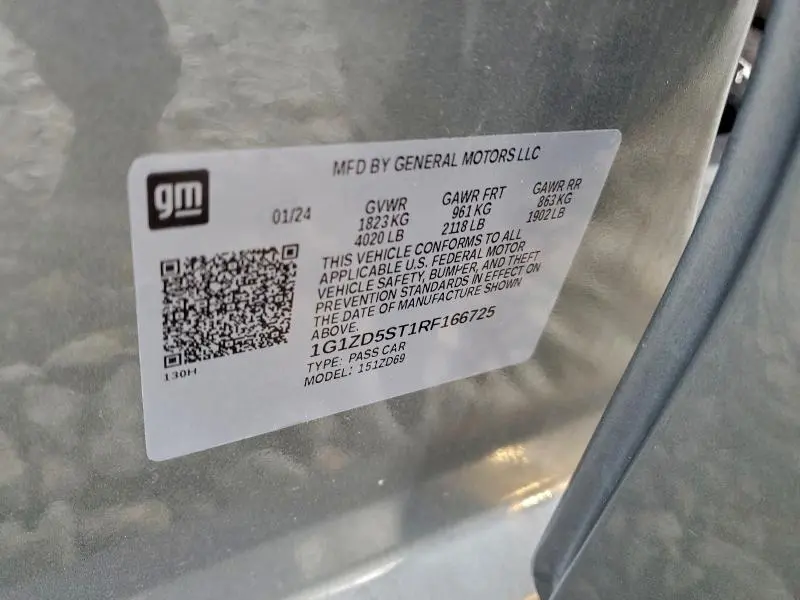 gm
MFD BY GENERAL MOTORS LLC
01/24
GVWR
1823 KG
4020 LB
GAWR FRT
961 KG
2118 LB
GAWR RR
863 KG
1902 LB
THIS VEHICLE CONFORMS TO ALL
APPLICABLE U.S. FEDERAL MOTOR
VEHICLE SAFETY, BUMPER, AND THEFT
PREVENTION STANDARDS IN EFFECT ON
THE DATE OF MANUFACTURE SHOWN
ABOVE.
1G1ZD5ST1RF166725
TYPE: PASS CAR
MODEL: 151ZD69
130H